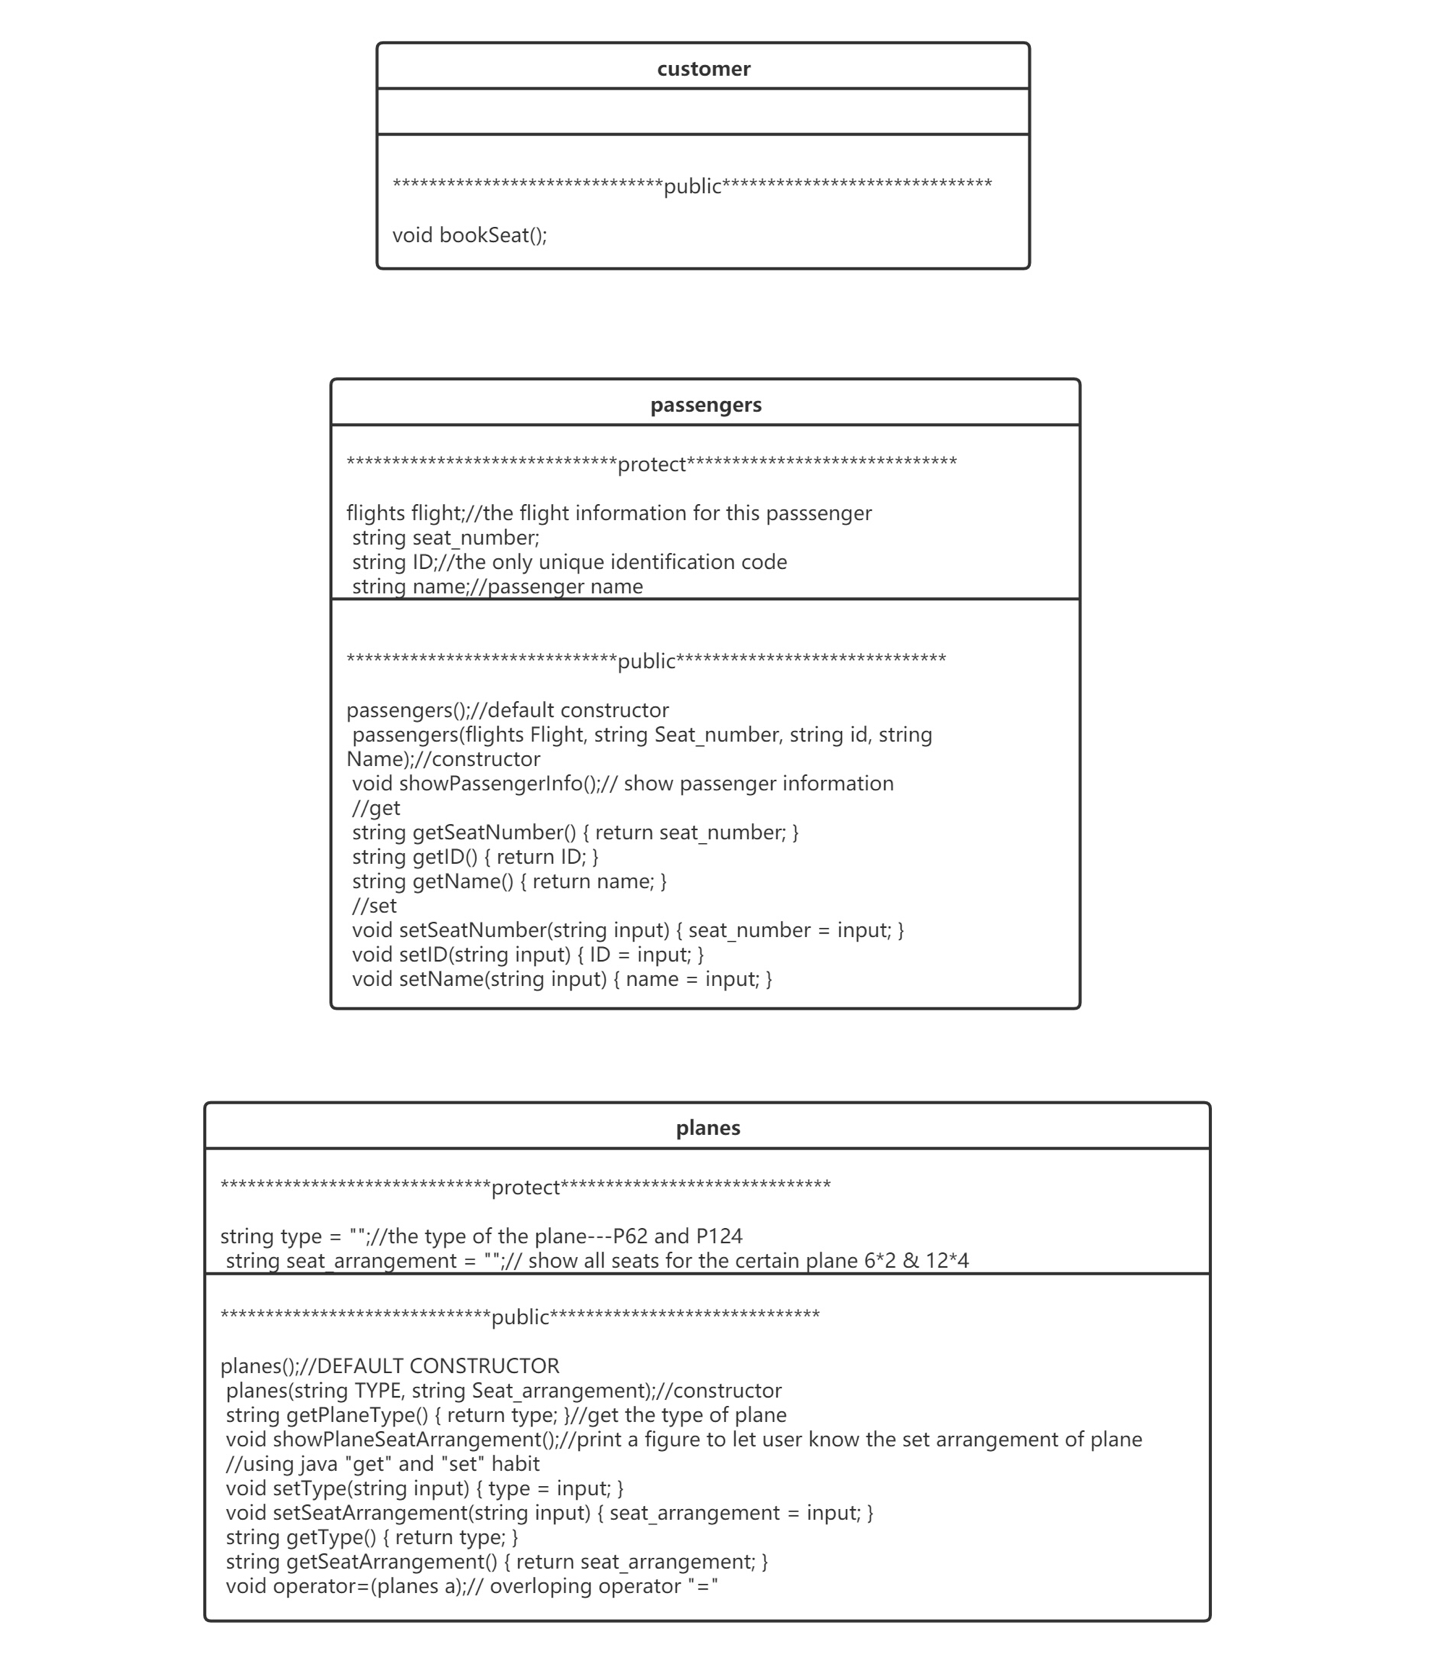 customer
******************************public******************************
void bookSeat();
passengers
******************************protect******************************
flights flight;//the flight information for this passsenger
string seat_number;
string ID;//the only unique identification code
string name;//passenger name
******************************public******************************
passengers();//default constructor
passengers(flights Flight, string Seat_number, string id, string
Name);//constructor
void showPassengerInfo();// show passenger information
//get
string getSeatNumber() { return seat_number; }
string getID() { return ID; }
string getName() { return name; }
//set
void setSeatNumber(string input) { seat_number = input; }
void setID(string input) { ID = input; }
void setName(string input) { name = input; }
planes
******************************protect******************************
string type = "";//the type of the plane---P62 and P124
string seat_arrangement = "";// show all seats for the certain plane 6*2 & 12*4
******************************public******************************
planes();//DEFAULT CONSTRUCTOR
planes(string TYPE, string Seat_arrangement);//constructor
string getPlaneType() { return type; }//get the type of plane
void showPlaneSeatArrangement();//print a figure to let user know the set arrangement of plane
//using java "get" and "set" habit
void setType(string input) { type = input; }
void setSeatArrangement(string input) { seat_arrangement = input; }
string getType() { return type; }
string getSeatArrangement() { return seat_arrangement; }
void operator=(planes a);// overloping operator "="